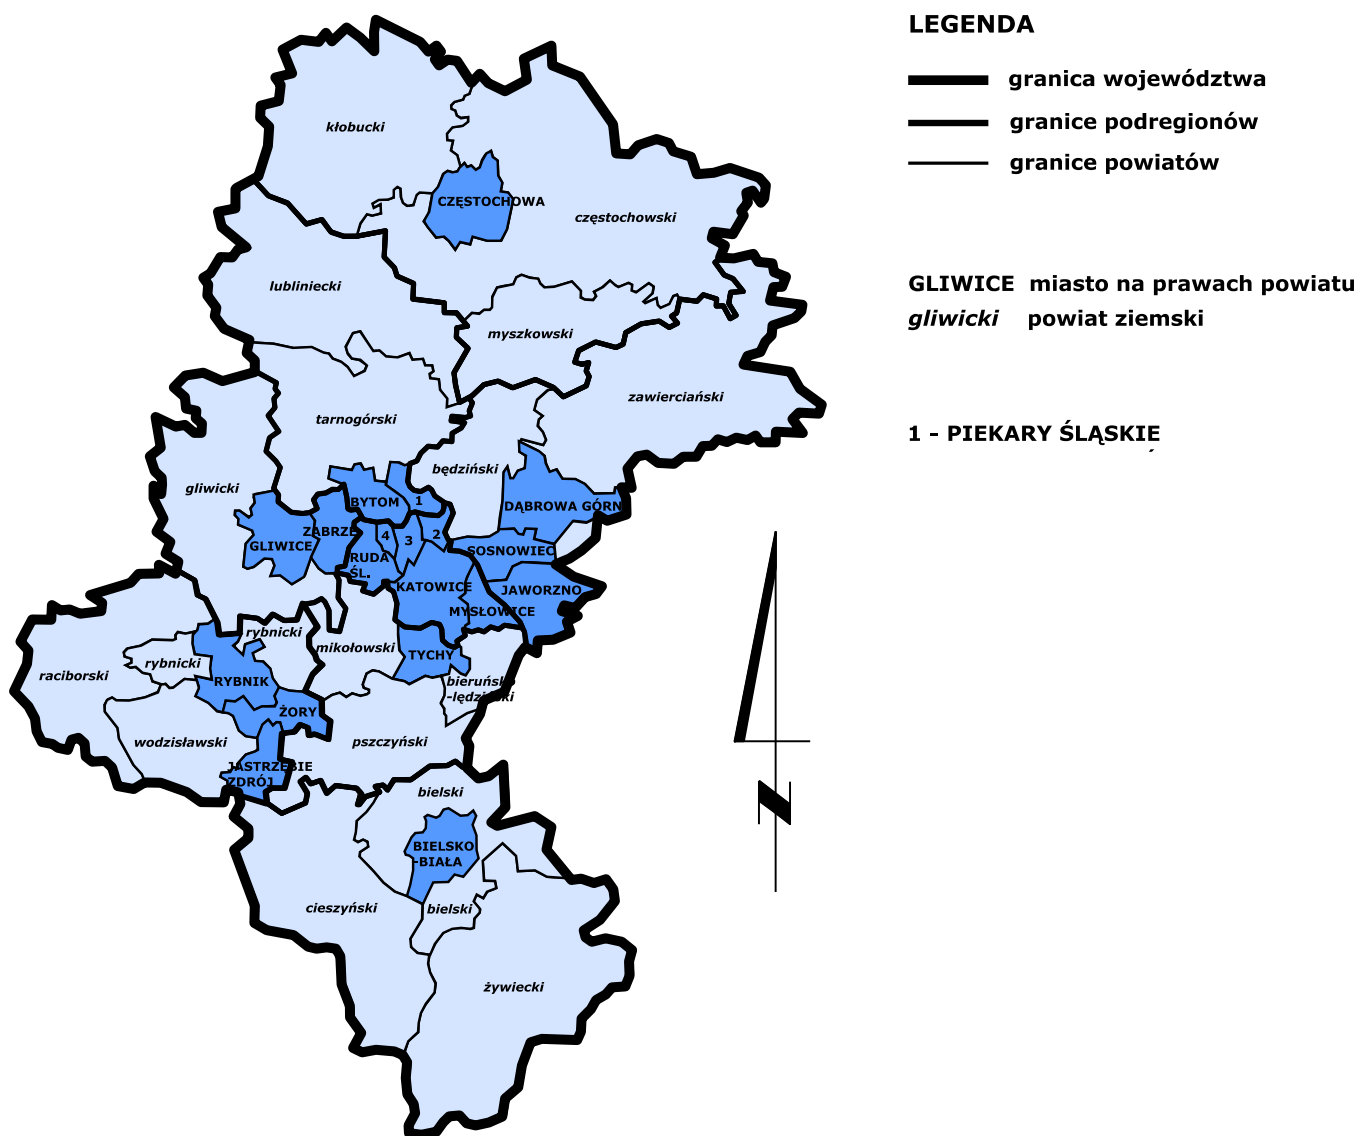 LEGENDA
granica województwa
granice podregionów
granice powiatów
GLIWICE miasto na prawach powiatu
gliwicki powiat ziemski
1 - PIEKARY ŚLĄSKIE
kłobucki
CZĘSTOCHOWA
częstochowski
lubliniecki
myszkowski
zawierciański
tarnogórski
będziński
gliwicki
BYTOM
1
DĄBROWA GÓRN
ZABRZE
GLIWICE
4
3
2
RUDA
ŚL.
SOSNOWIEC
KATOWICE
JAWORZNO
MYSŁOWICE
rybnicki
mikołowski
TYCHY
rybnicki
raciborski
RYBNIK
bieruńsko
-lędziński
ŻORY
wodzisławski
pszczyński
JASTRZĘBIE
ZDRÓJ
bielski
BIELSKO
-BIAŁA
cieszyński
bielski
żywiecki
N